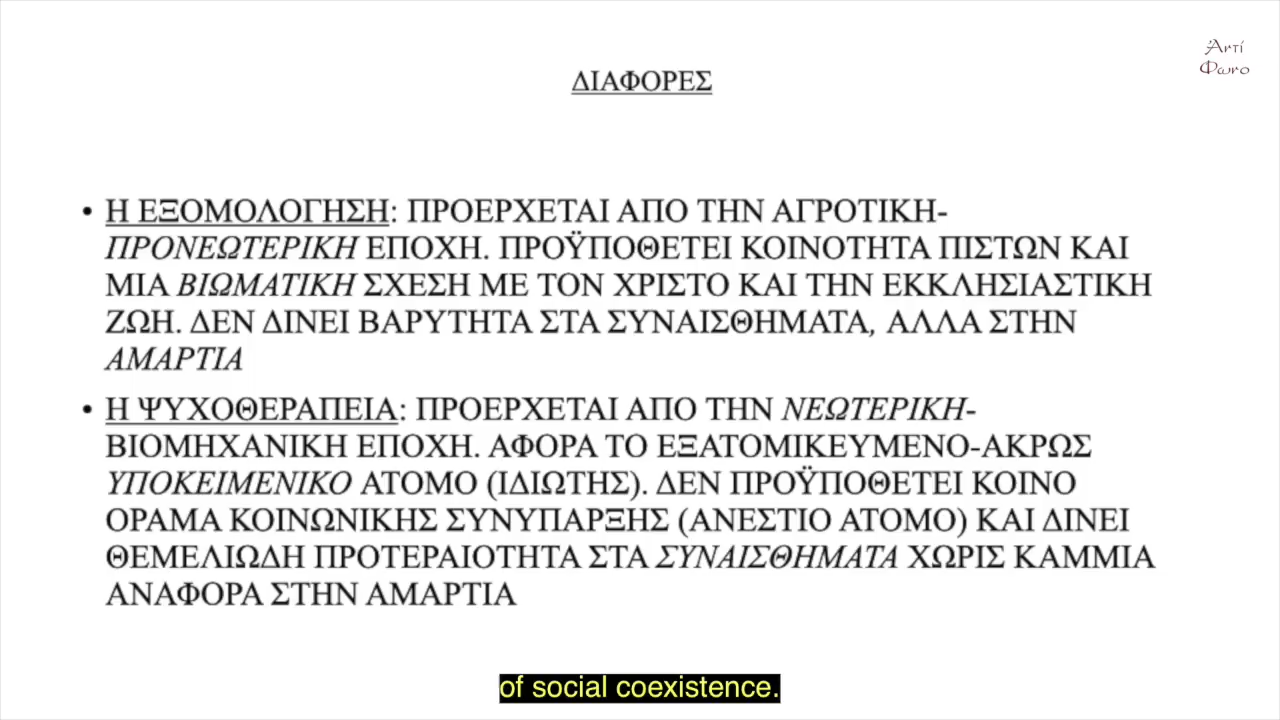 Ἀντί
Φωνο
ΔΙΑΦΟΡΕΣ
• Η ΕΞΟΜΟΛΟΓΗΣΗ: ΠΡΟΕΡΧΕΤΑΙ ΑΠΟ ΤΗΝ ΑΓΡΟΤΙΚΗ-
ΠΡΟΝΕΩΤΕΡΙΚΗ ΕΠΟΧΗ. ΠΡΟΫΠΟΘΕΤΕΙ ΚΟΙΝΟΤΗΤΑ ΠΙΣΤΩΝ ΚΑΙ
ΜΙΑ ΒΙΩΜΑΤΙΚΗ ΣΧΕΣΗ ΜΕ ΤΟΝ ΧΡΙΣΤΟ ΚΑΙ ΤΗΝ ΕΚΚΛΗΣΙΑΣΤΙΚΗ
ΖΩΗ. ΔΕΝ ΔΙΝΕΙ ΒΑΡΥΤΗΤΑ ΣΤΑ ΣΥΝΑΙΣΘΗΜΑΤΑ, ΑΛΛΑ ΣΤΗΝ
ΑΜΑΡΤΙΑ
• Η ΨΥΧΟΘΕΡΑΠΕΙΑ: ΠΡΟΕΡΧΕΤΑΙ ΑΠΟ ΤΗΝ ΝΕΩΤΕΡΙΚΗ-
ΒΙΟΜΗΧΑΝΙΚΗ ΕΠΟΧΗ. ΑΦΟΡΑ ΤΟ ΕΞΑΤΟΜΙΚΕΥΜΕΝΟ-ΑΚΡΩΣ
ΥΠΟΚΕΙΜΕΝΙΚΟ ΑΤΟΜΟ (ΙΔΙΩΤΗΣ). ΔΕΝ ΠΡΟΫΠΟΘΕΤΕΙ ΚΟΙΝΟ
ΟΡΑΜΑ ΚΟΙΝΩΝΙΚΗΣ ΣΥΝΥΠΑΡΞΗΣ (ΑΝΕΣΤΙΟ ΑΤΟΜΟ) ΚΑΙ ΔΙΝΕΙ
ΘΕΜΕΛΙΩΔΗ ΠΡΟΤΕΡΑΙΟΤΗΤΑ ΣΤΑ ΣΥΝΑΙΣΘΗΜΑΤΑ ΧΩΡΙΣ ΚΑΜΜΙΑ
ΑΝΑΦΟΡΑ ΣΤΗΝ ΑΜΑΡΤΙΑ
of social coexistence.